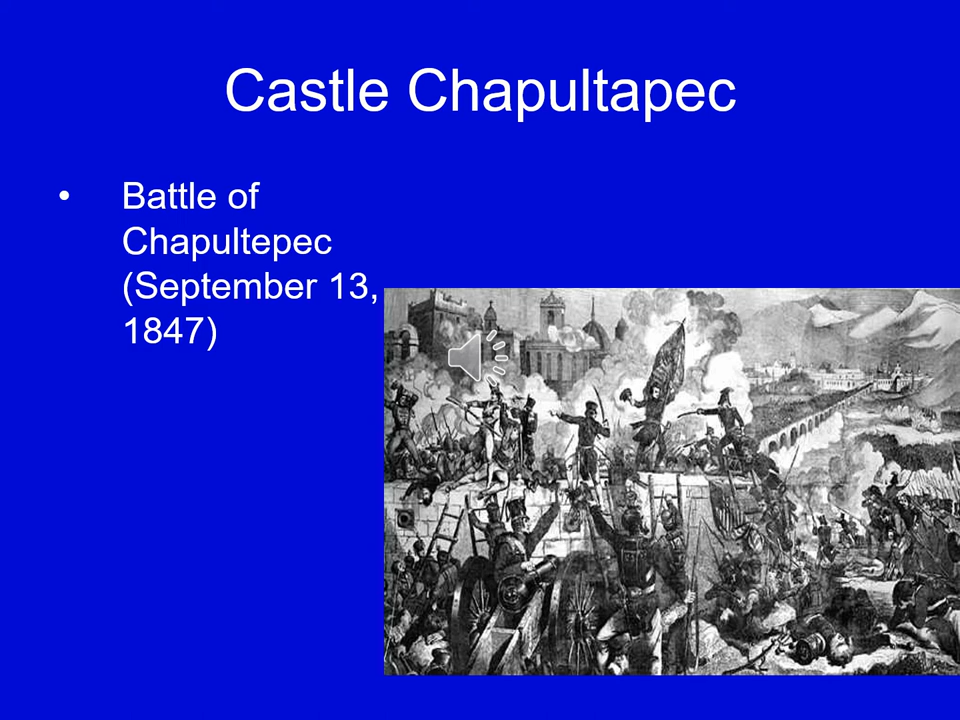 Castle Chapultapec
• Battle of
Chapultepec
(September 13,
1847)